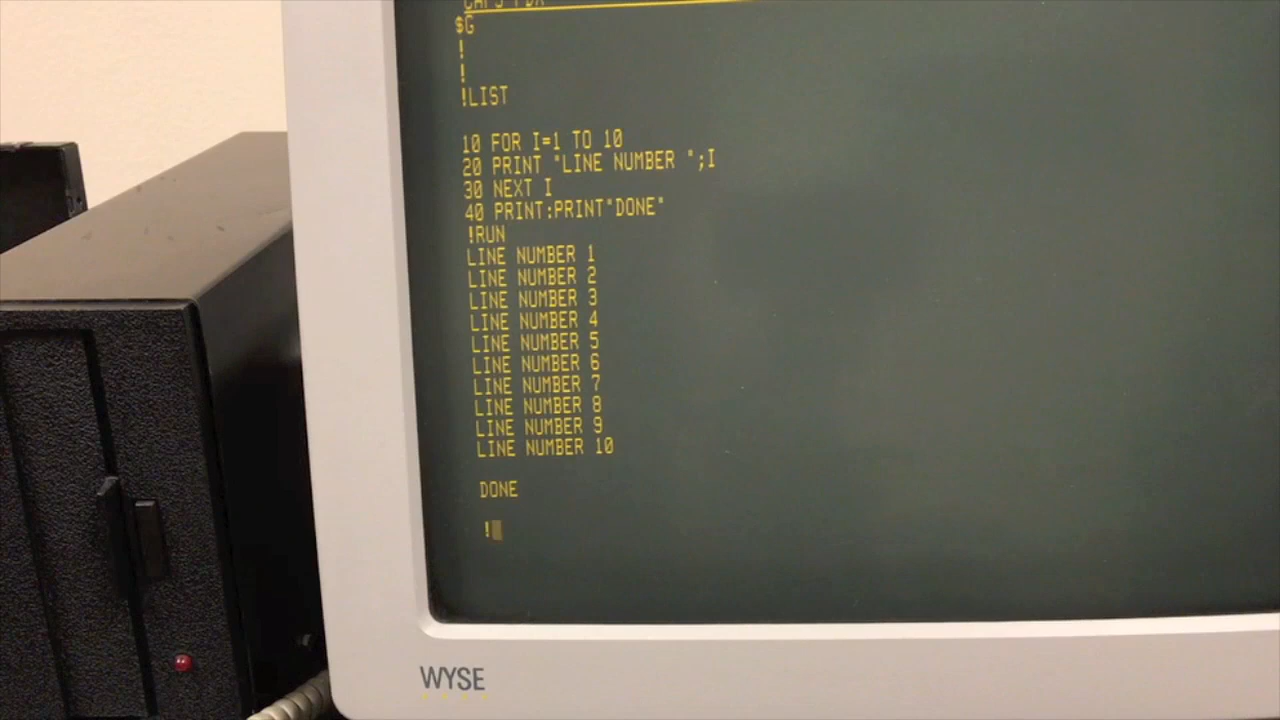 CAPS FDX
$G
!
!
!LIST
10 FOR I=1 TO 10
20 PRINT "LINE NUMBER ";I
30 NEXT I
40 PRINT:PRINT"DONE"
!RUN
LINE NUMBER 1
LINE NUMBER 2
LINE NUMBER 3
LINE NUMBER 4
LINE NUMBER 5
LINE NUMBER 6
LINE NUMBER 7
LINE NUMBER 8
LINE NUMBER 9
LINE NUMBER 10
DONE
!
WYSE